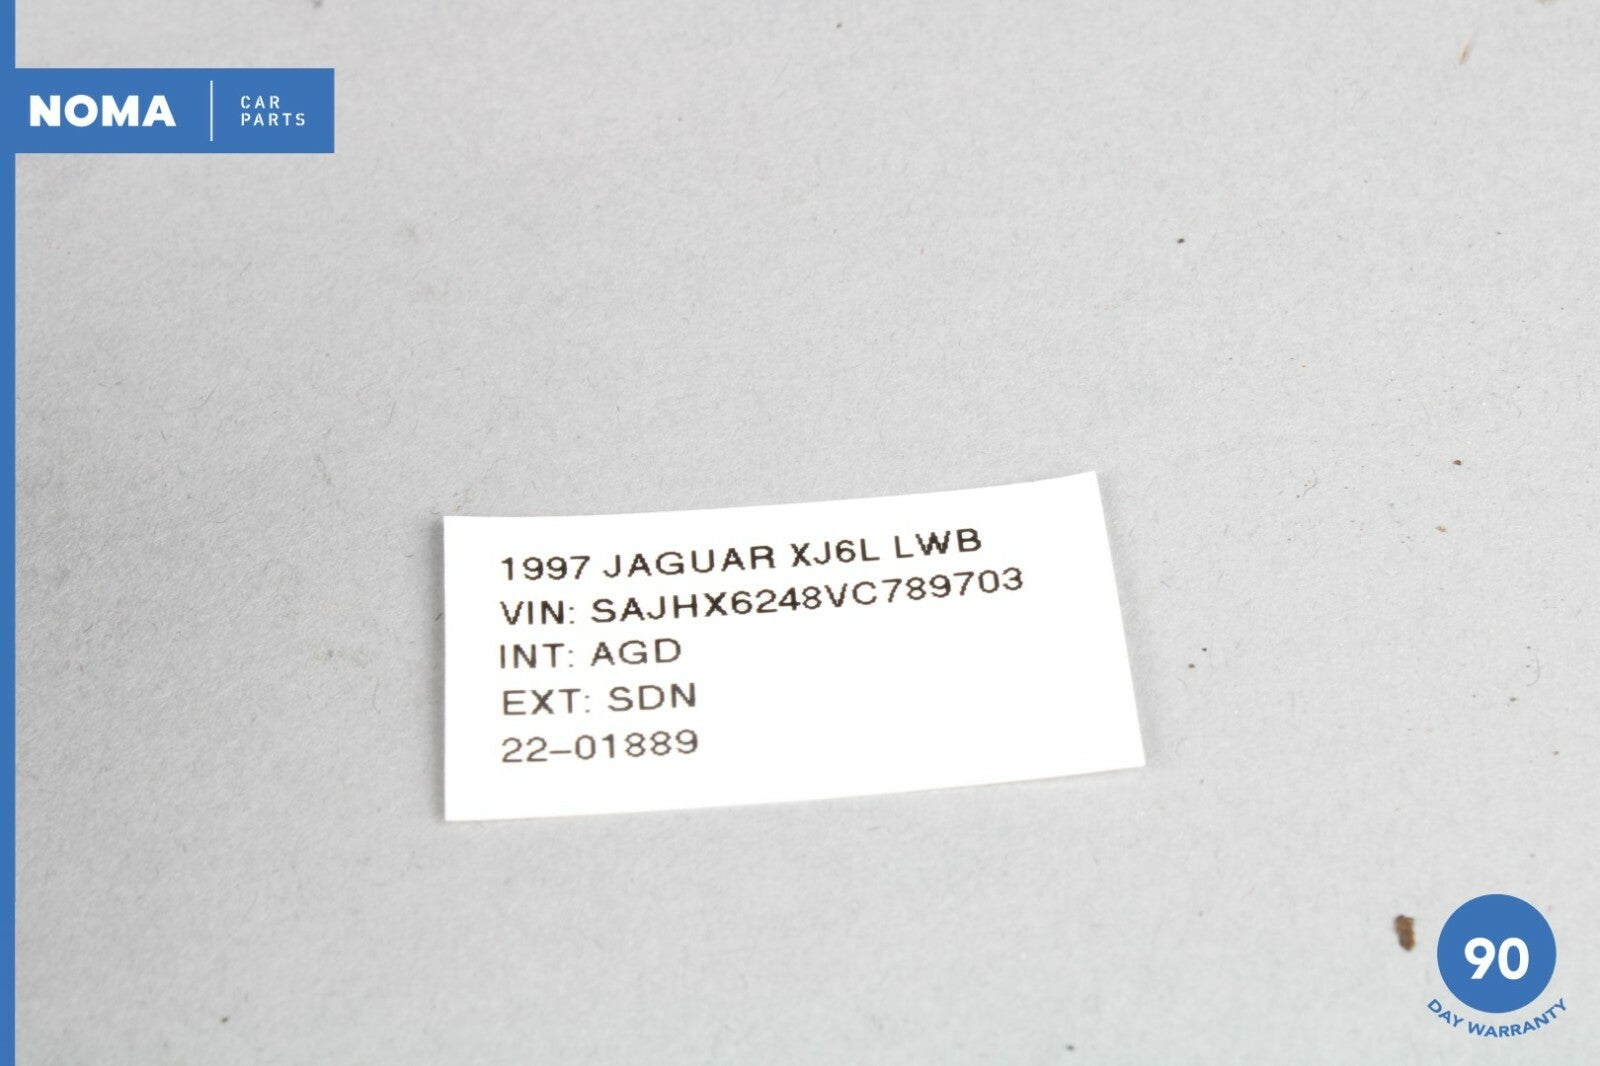 NOMA
CAR
PARTS
1997 JAGUAR XJ6L LWB
VIN: SAJHX6248VC789703
INT: AGD
EXT: SDN
22-01889
90
DAY WARRANTY